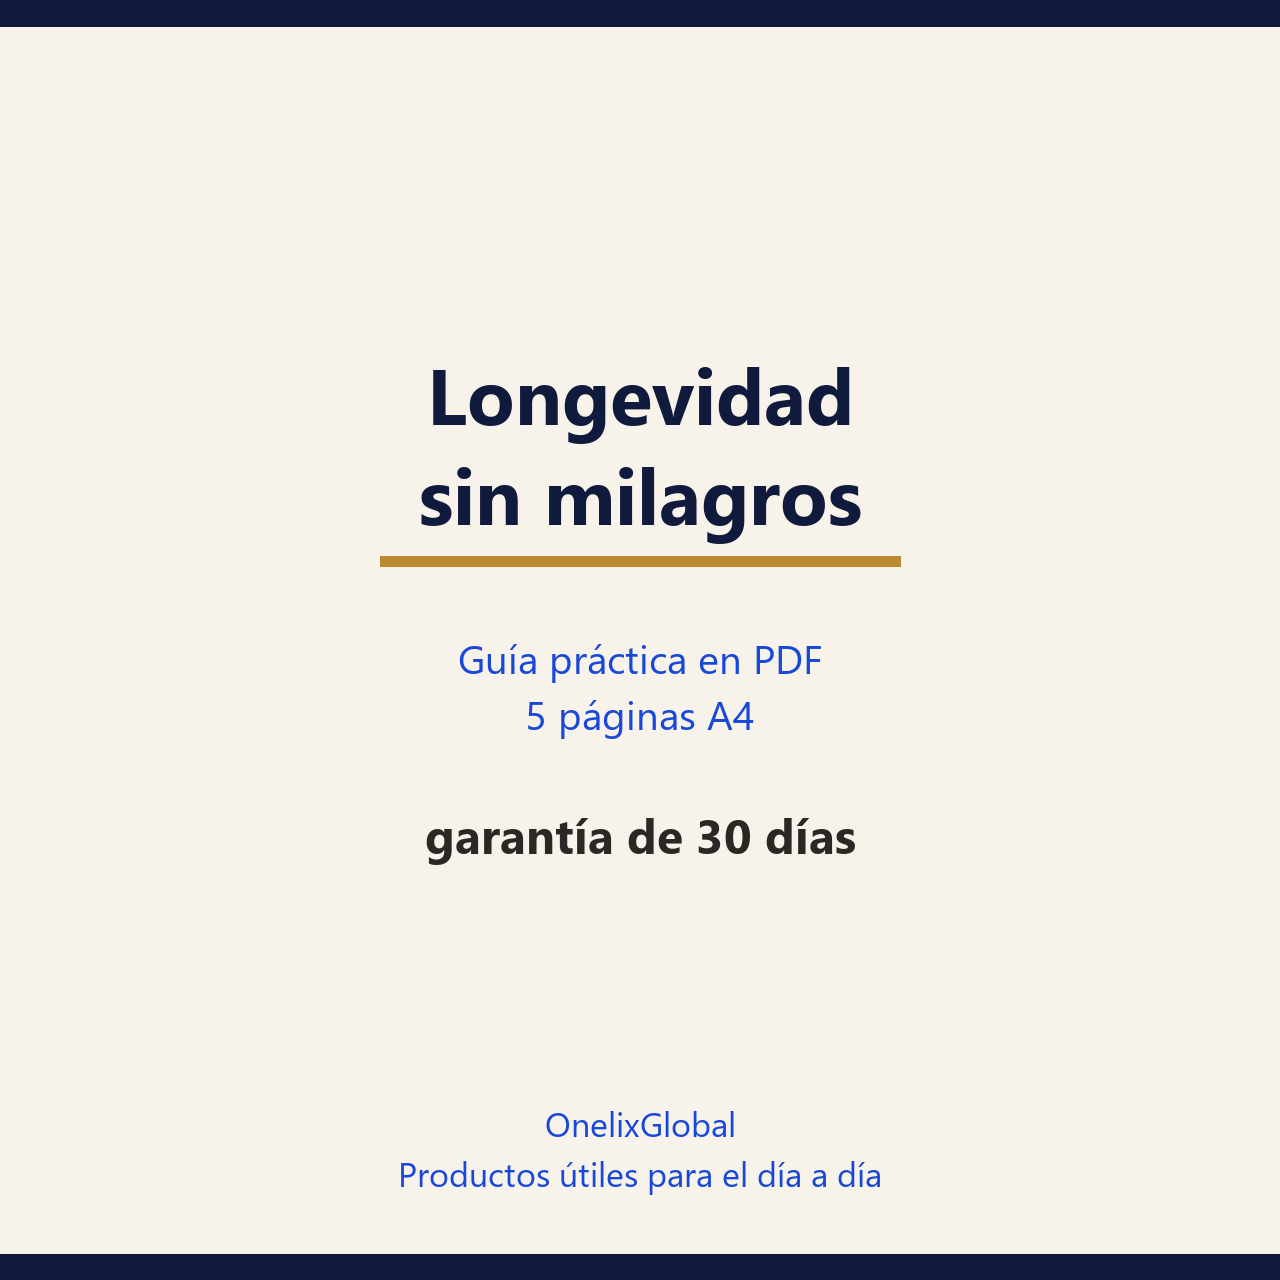 Longevidad
sin milagros
Guía práctica en PDF
5 páginas A4
garantía de 30 días
OnelixGlobal
Productos útiles para el día a día